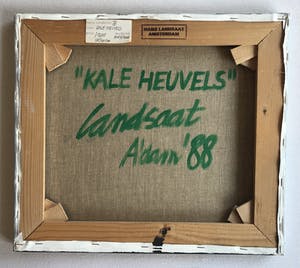 HANS LANDSAAT
AMSTERDAM
"KALE HEUVELS"
Landsaat
A'dam '88